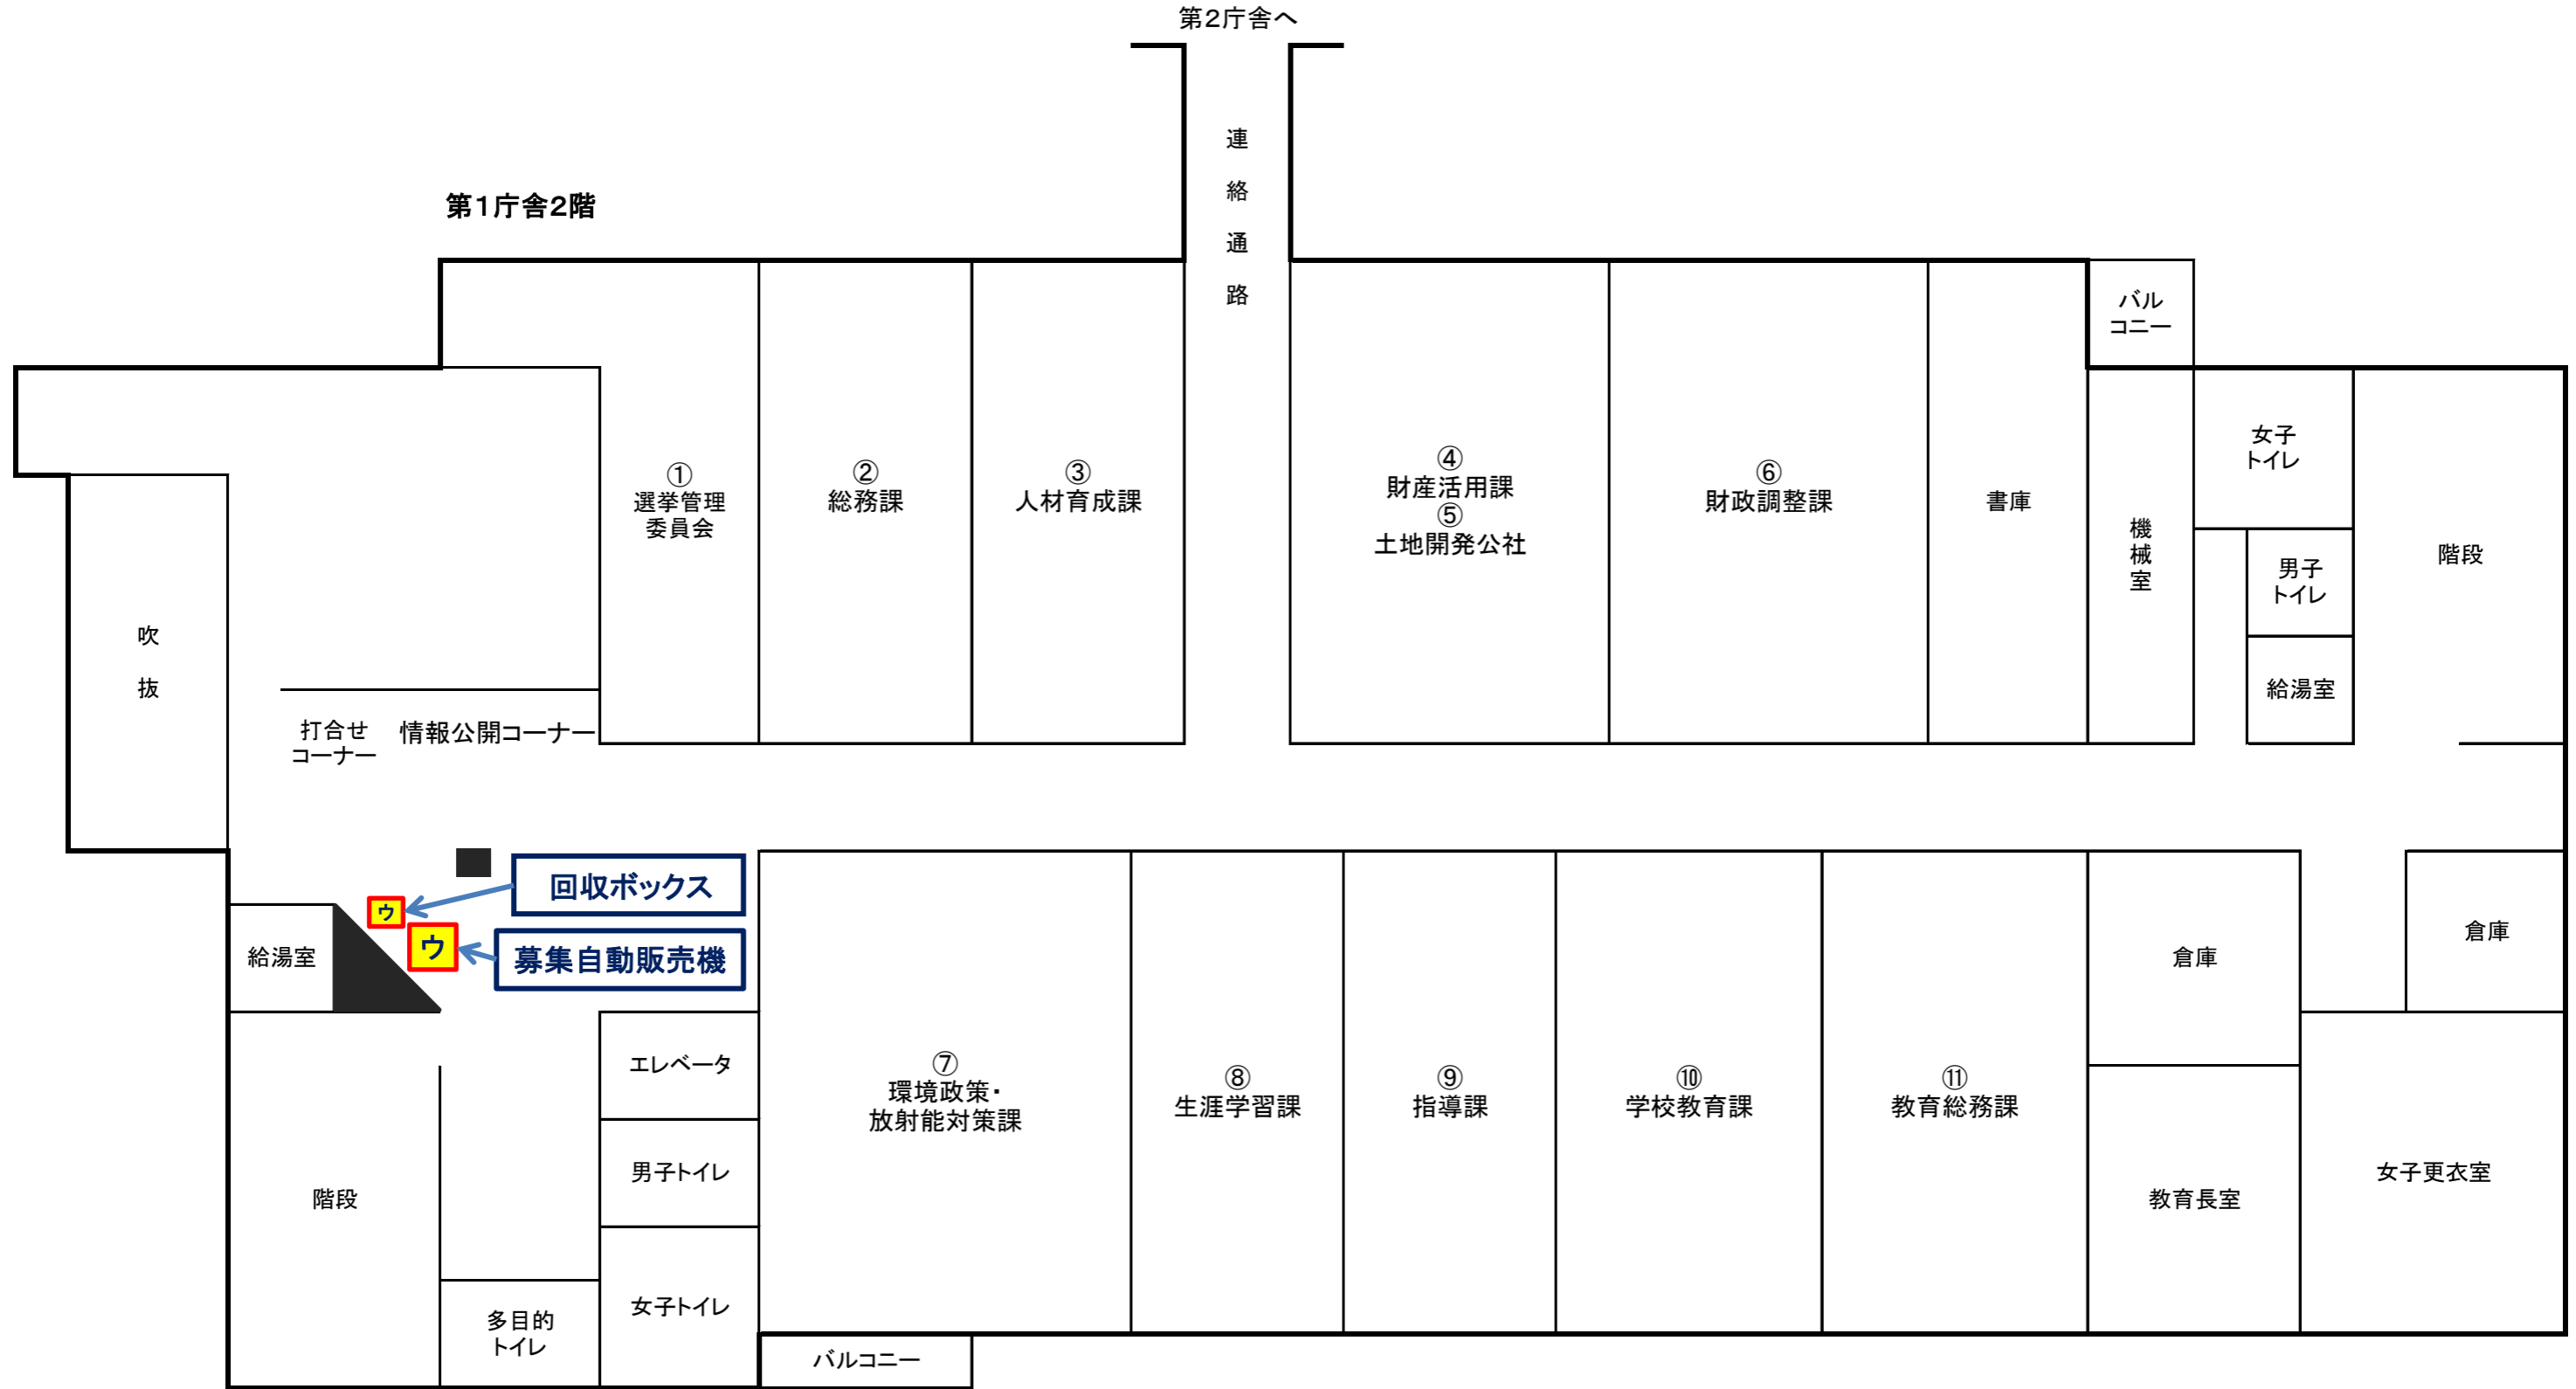 第2庁舎へ
連
絡
通
路
第1庁舎2階
バル
コニー
①
選挙管理
委員会
②
総務課
③
人材育成課
④
財産活用課
⑤
土地開発公社
⑥
財政調整課
書庫
機
械
室
女子
トイレ
男子
トイレ
給湯室
階段
吹
抜
打合せ
コーナー
情報公開コーナー
回収ボックス
ウ
ウ
募集自動販売機
給湯室
階段
エレベータ
男子トイレ
女子トイレ
多目的
トイレ
バルコニー
⑦
環境政策・
放射能対策課
⑧
生涯学習課
⑨
指導課
⑩
学校教育課
⑪
教育総務課
倉庫
教育長室
倉庫
女子更衣室